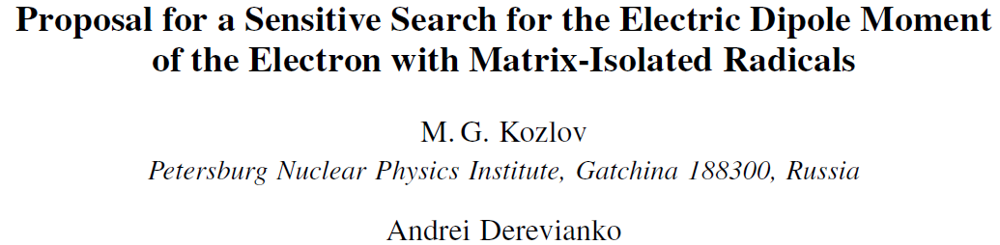 Proposal for a Sensitive Search for the Electric Dipole Moment
of the Electron with Matrix-Isolated Radicals
M. G. Kozlov
Petersburg Nuclear Physics Institute, Gatchina 188300, Russia
Andrei Derevianko